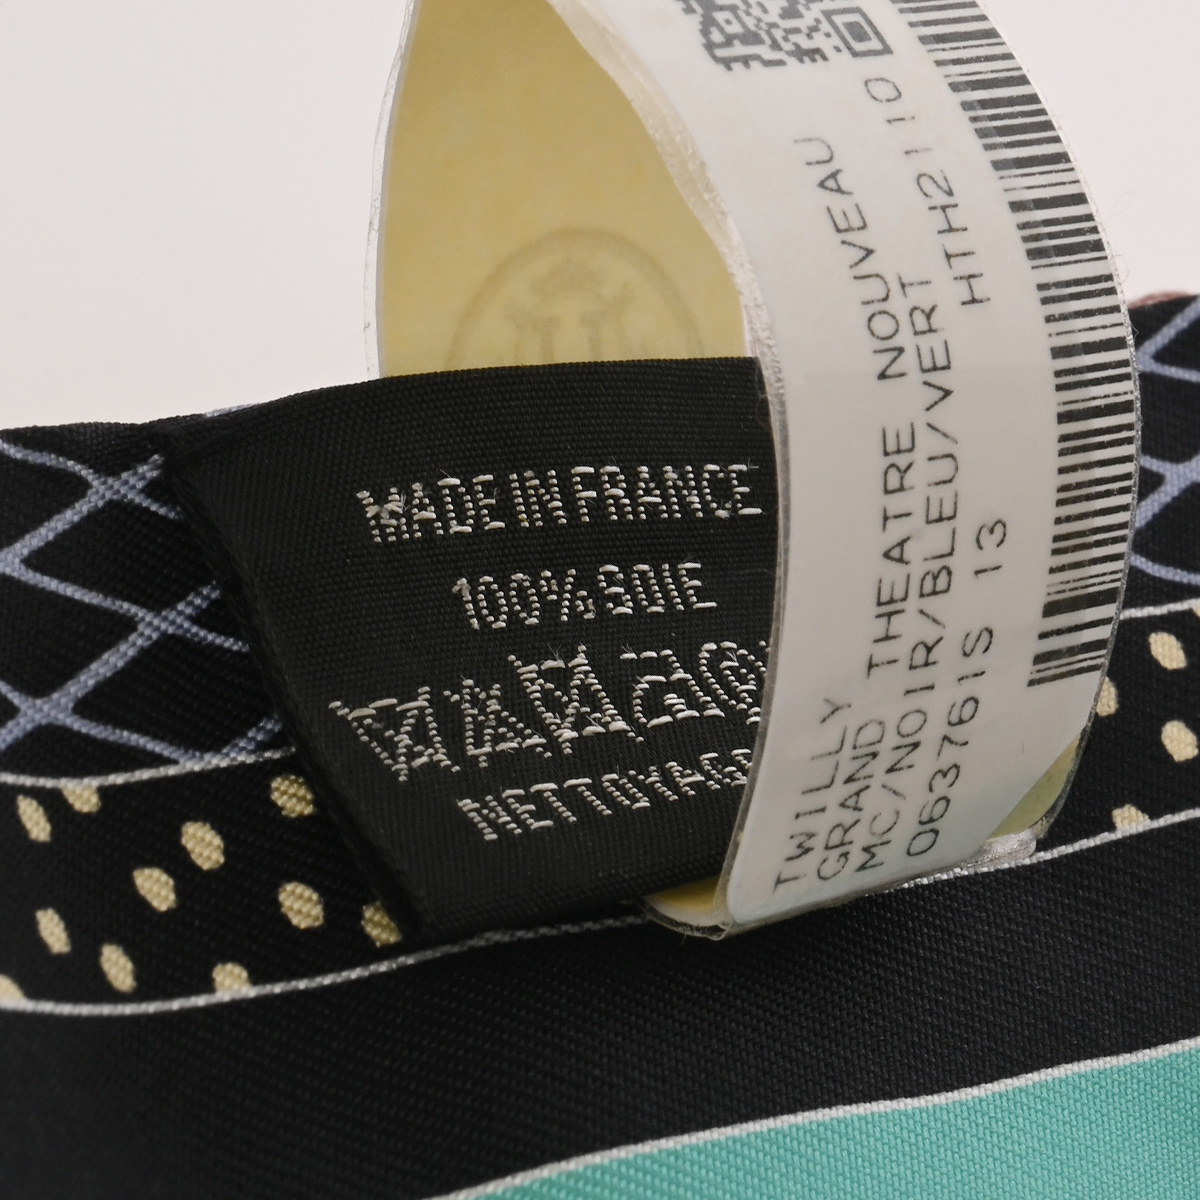 MADE IN FRANCE
100% SOIE
NETTOYAGE
TWILLY
GRAND THEATRE NOUVEAU
MC/NOIR/BLEU/VERT
063761S 13 HTH2110